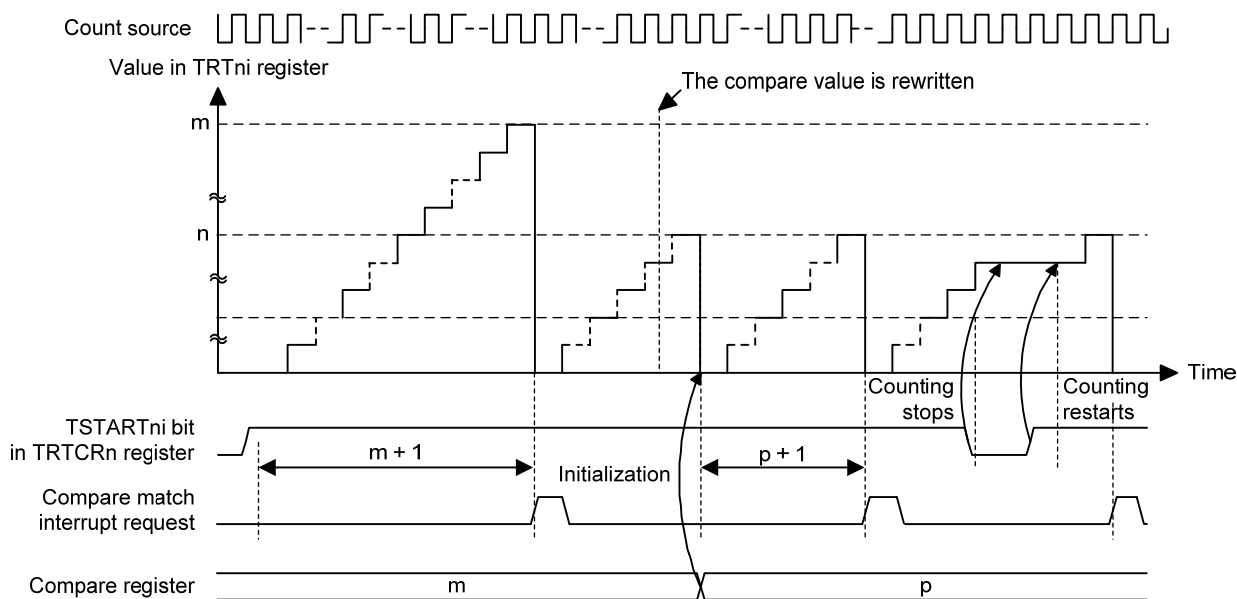 Count source
Value in TRTni register
The compare value is rewritten
m
n
Time
Counting
stops
Counting
restarts
TSTARTni bit
in TRTCRn register
m + 1
Initialization
p + 1
Compare match
interrupt request
Compare register
m
p